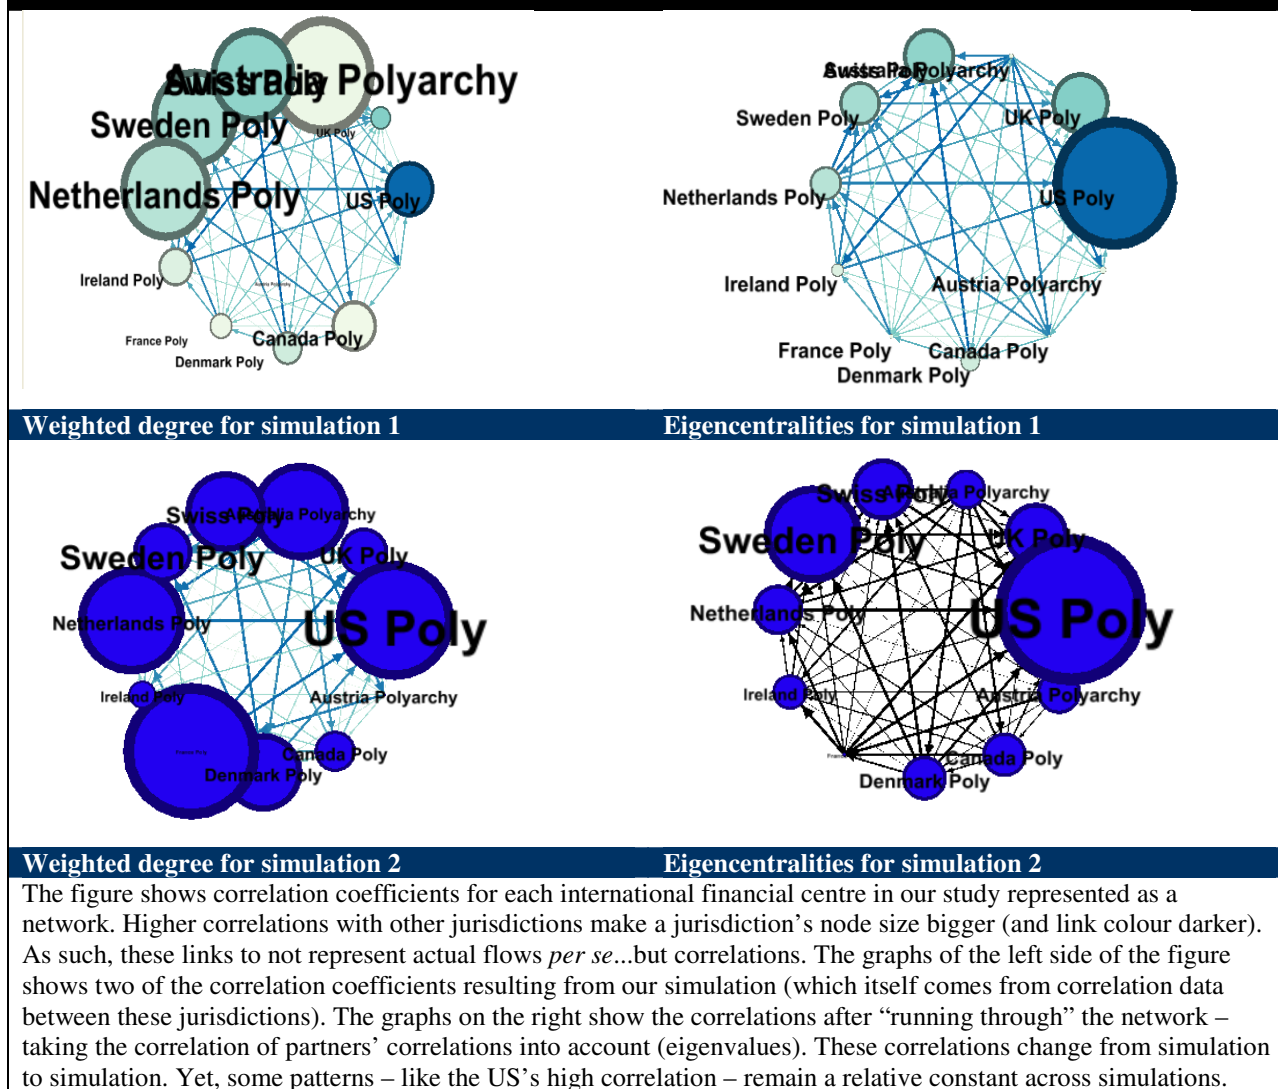 Australia Polyarchy
Swiss Poly
Sweden Poly
UK Poly
Netherlands Poly
US Poly
Ireland Poly
Austria Polyarchy
France Poly
Canada Poly
Denmark Poly
Swiss Poly
Australia Polyarchy
Sweden Poly
UK Poly
Netherlands Poly
US Poly
Ireland Poly
Austria Polyarchy
France Poly
Canada Poly
Denmark Poly
Weighted degree for simulation 1
Eigencentralities for simulation 1
Swiss Poly
Australia Polyarchy
Sweden Poly
UK Poly
Netherlands Poly
US Poly
Ireland Poly
Austria Polyarchy
France Poly
Canada Poly
Denmark Poly
Swiss Poly
Australia Polyarchy
Sweden Poly
UK Poly
Netherlands Poly
US Poly
Ireland Poly
Austria Polyarchy
France
Canada Poly
Denmark Poly
Weighted degree for simulation 2
Eigencentralities for simulation 2
The figure shows correlation coefficients for each international financial centre in our study represented as a
network. Higher correlations with other jurisdictions make a jurisdiction's node size bigger (and link colour darker).
As such, these links to not represent actual flows per se...but correlations. The graphs of the left side of the figure
shows two of the correlation coefficients resulting from our simulation (which itself comes from correlation data
between these jurisdictions). The graphs on the right show the correlations after “running through” the network –
taking the correlation of partners' correlations into account (eigenvalues). These correlations change from simulation
to simulation. Yet, some patterns – like the US's high correlation – remain a relative constant across simulations.